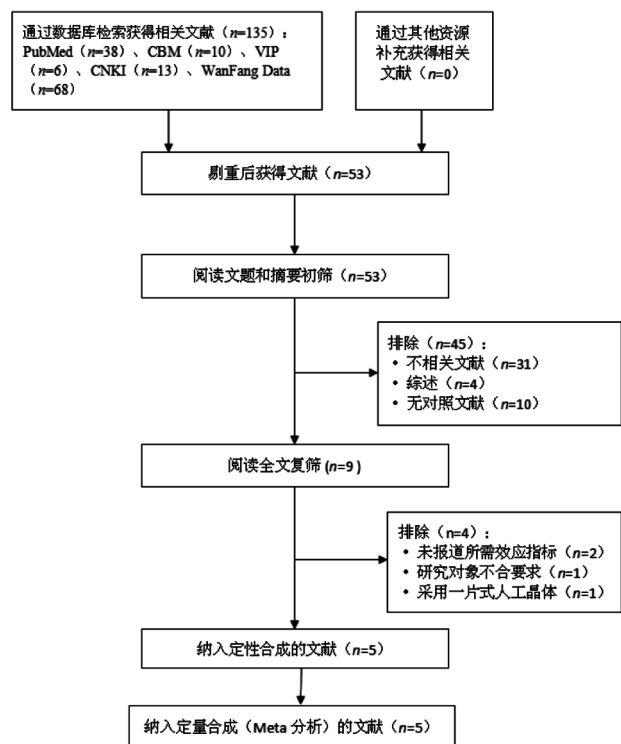 通过数据库检索获得相关文献（n=135）：
PubMed（n=38）、CBM（n=10）、VIP
（n=6）、CNKI（n=13）、WanFang Data
（n=68）
通过其他资源
补充获得相关
文献（n=0）
剔重后获得文献（n=53）
阅读文题和摘要初筛（n=53）
排除（n=45）：
• 不相关文献（n=31）
• 综述（n=4）
• 无对照文献（n=10）
阅读全文复筛 (n=9 )
排除（n=4）：
• 未报道所需效应指标（n=2）
• 研究对象不合要求（n=1）
• 采用一片式人工晶体（n=1）
纳入定性合成的文献（n=5）
纳入定量合成（Meta 分析）的文献（n=5）